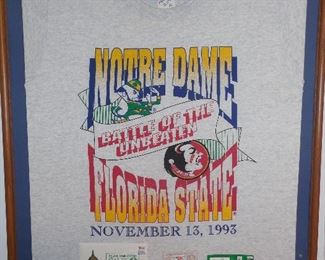 NOTRE DAME
BATTLE OF THE
UNBEATEN
FLORIDA STATE
NOVEMBER 13, 1993